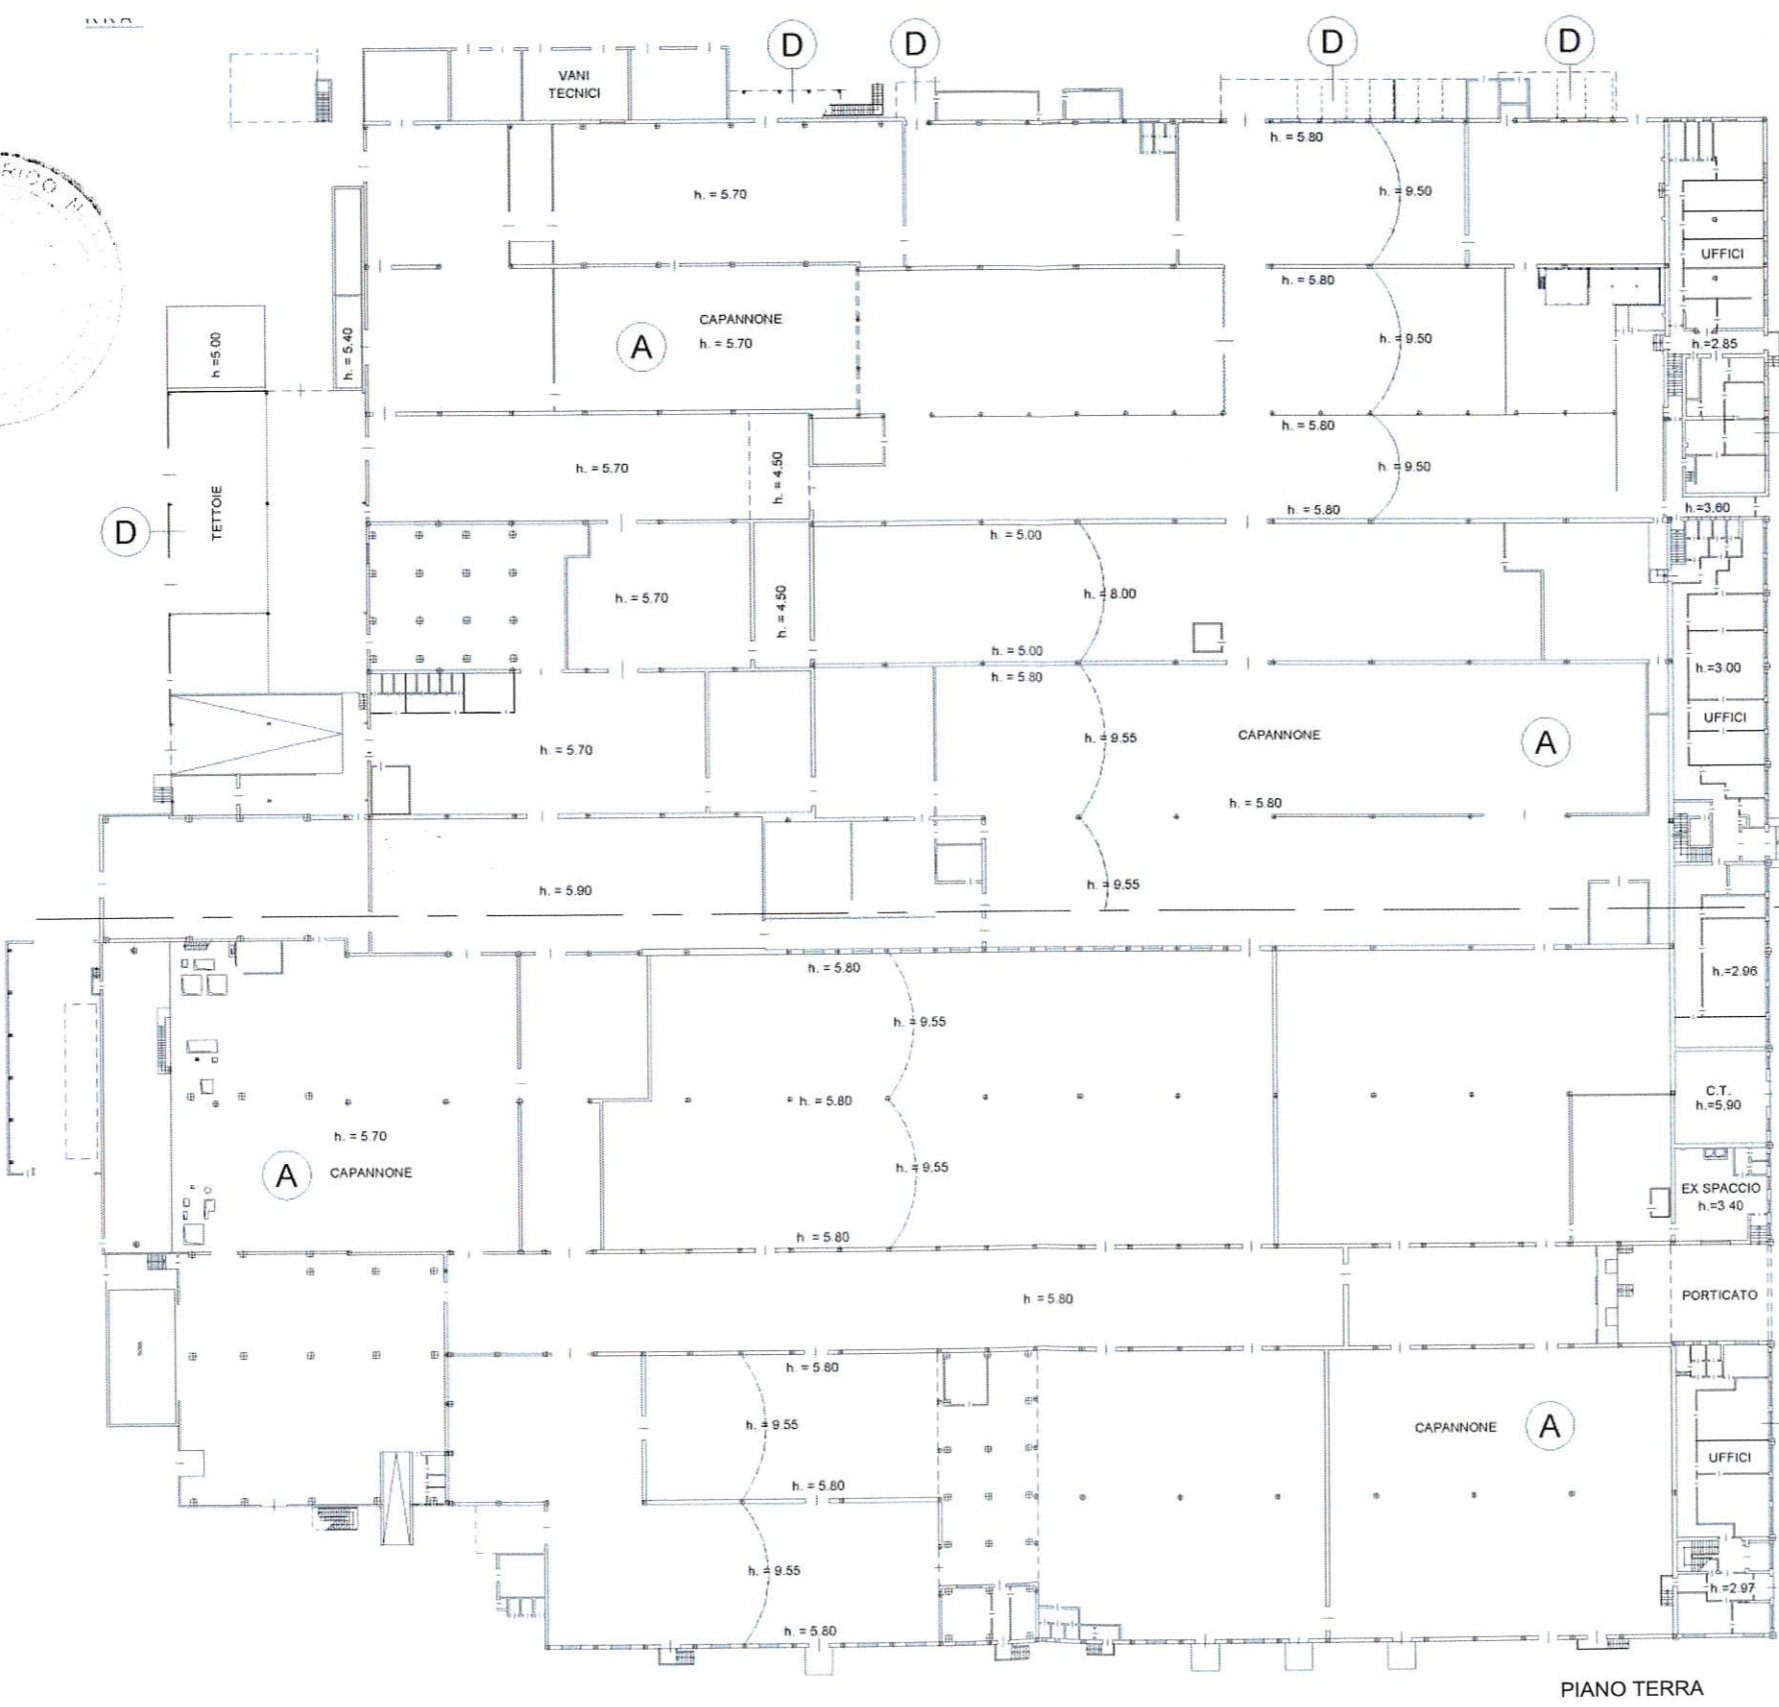 D
D
D
D
VANI
TECNICI
h. = 5.80
h. = 5.70
h. = 9.50
UFFICI
h. = 5.80
CAPANNONE
A
h. = 5.70
h. = 9.50
h.=2.85
h.=5.00
h. = 5.40
h. = 5.80
h. = 5.70
h. = 4.50
h. = 9.50
TETTOIE
h. = 5.80
h.=3.60
D
h. = 5.00
h. = 5.70
h. = 4.50
h. = 8.00
h. = 5.00
h. = 5.80
h.=3.00
UFFICI
h. = 5.70
h. = 9.55
CAPANNONE
A
h. = 5.80
h. = 5.90
h. = 9.55
h. = 5.80
h.=2.96
h. = 9.55
C.T.
h.=5,90
h. = 5.80
h. = 5.70
A
CAPANNONE
h. = 9.55
EX SPACCIO
h.=3.40
h = 5.80
h = 5.80
PORTICATO
h. = 5.80
h. = 9.55
CAPANNONE
A
UFFICI
h. = 5.80
h. = 9.55
h.=2.97
h. = 5.80
PIANO TERRA